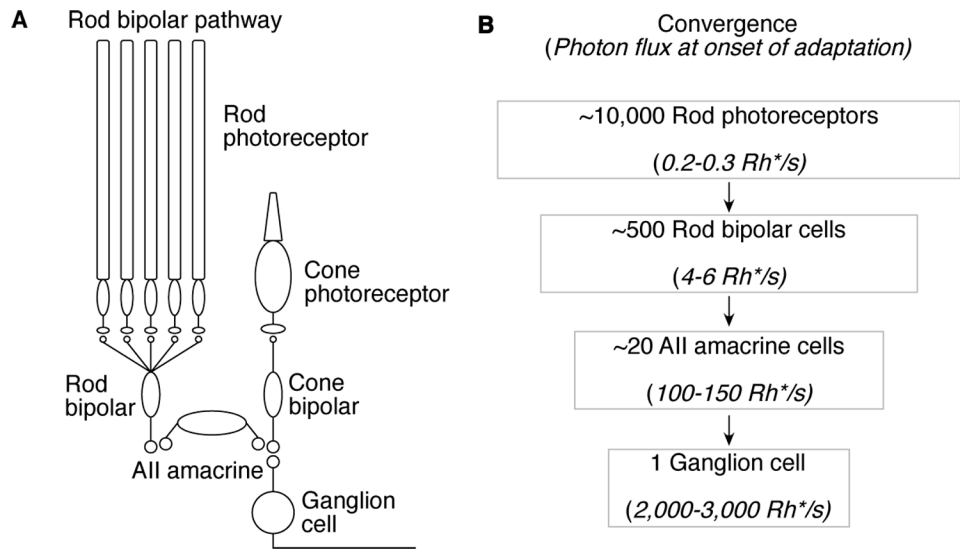 A
Rod bipolar pathway
Rod
photoreceptor
Cone
photoreceptor
Rod
bipolar
Cone
bipolar
AII amacrine
Ganglion
cell
B
Convergence
(Photon flux at onset of adaptation)
~10,000 Rod photoreceptors
(0.2-0.3 Rh*/s)
~500 Rod bipolar cells
(4-6 Rh*/s)
~20 AII amacrine cells
(100-150 Rh*/s)
1 Ganglion cell
(2,000-3,000 Rh*/s)